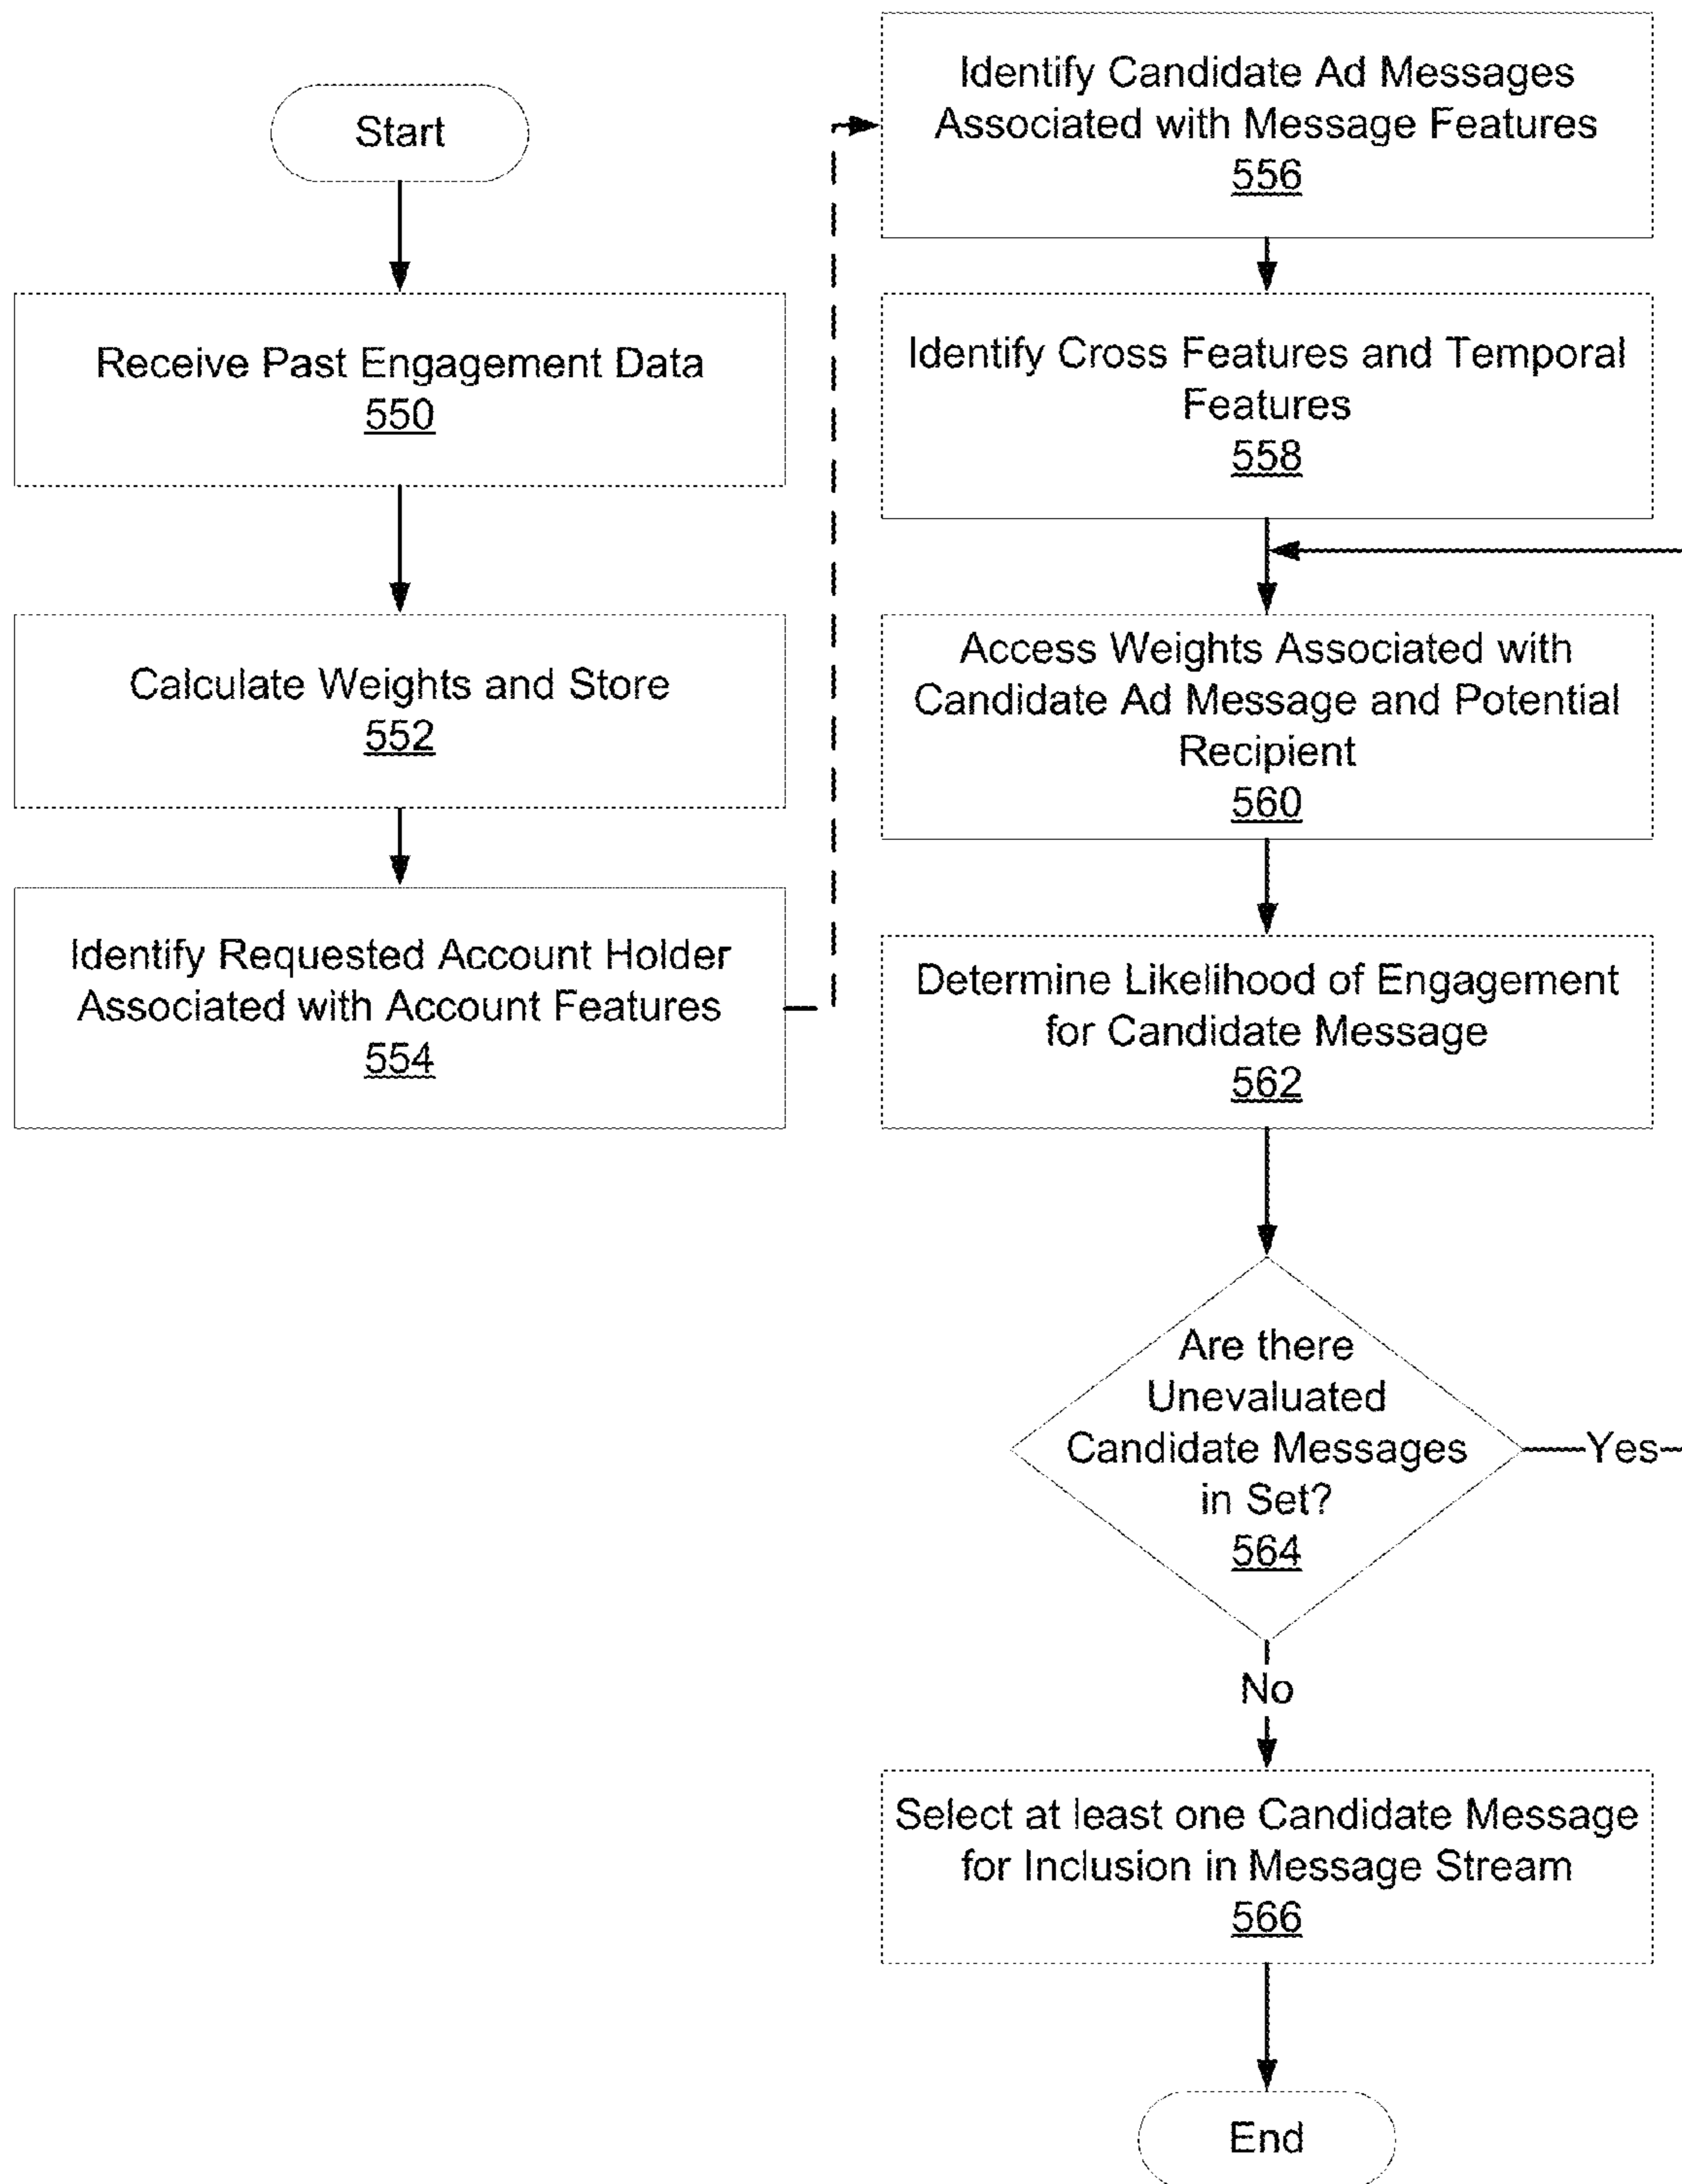 Start
Receive Past Engagement Data
550
Calculate Weights and Store
552
Identify Requested Account Holder
Associated with Account Features
554
Identify Candidate Ad Messages
Associated with Message Features
556
Identify Cross Features and Temporal
Features
558
Access Weights Associated with
Candidate Ad Message and Potential
Recipient
560
Determine Likelihood of Engagement
for Candidate Message
562
Are there
Unevaluated
Candidate Messages
in Set?
564
Yes
No
Select at least one Candidate Message
for Inclusion in Message Stream
566
End